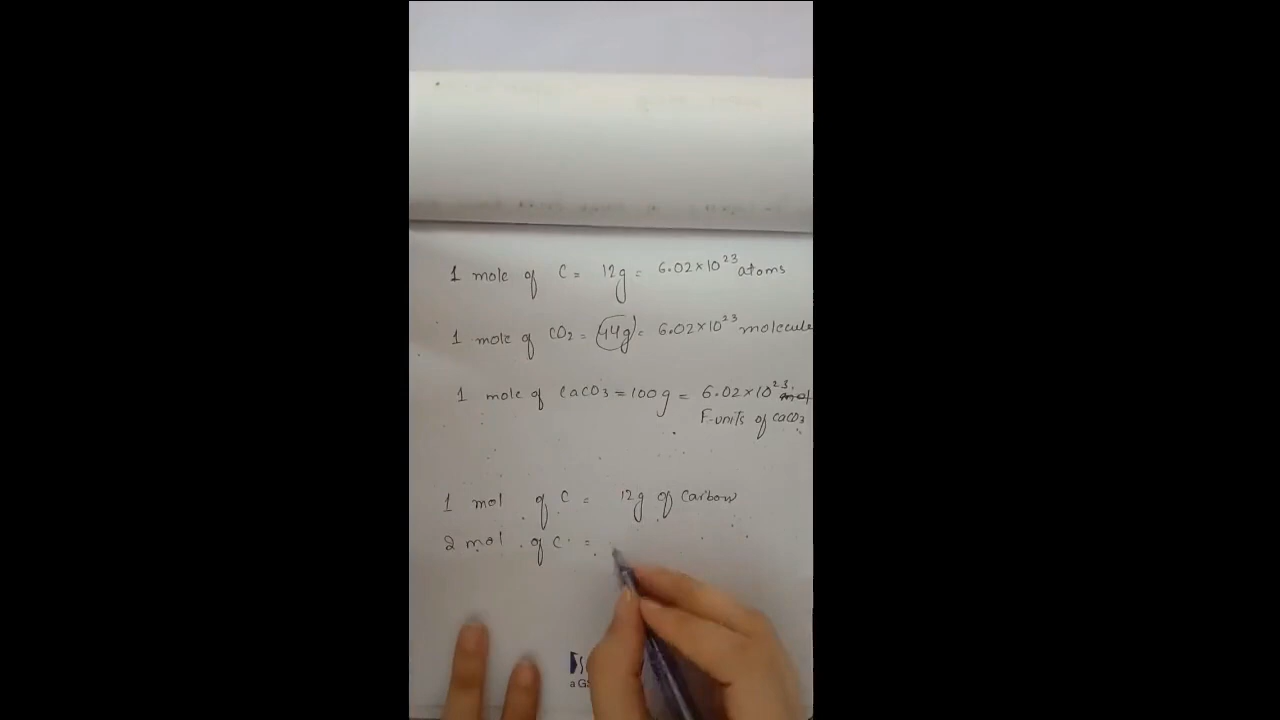 1 mole of C = 12g = 6.02×10²³ atoms
1 mole of CO₂ = 44g = 6.02×10²³ molecule
1 mole of CaCO₃ = 100g = 6.02×10²³
F-units of CaCO₃
1 mol of C = 12g of Carbon
2 mol of C =